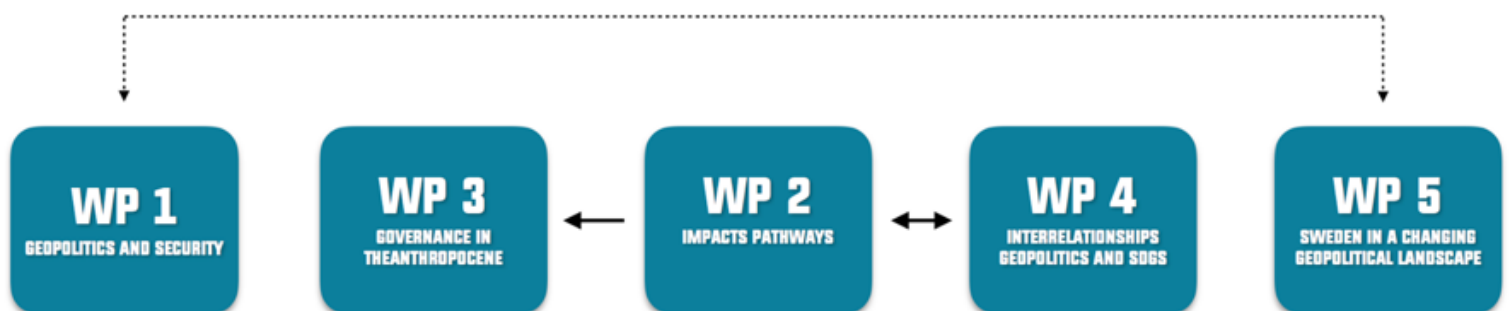 WP 1
GEOPOLITICS AND SECURITY
WP 3
GOVERNANCE IN
THEANTHROPOCENE
WP 2
IMPACTS PATHWAYS
WP 4
INTERRELATIONSHIPS
GEOPOLITICS AND SDGS
WP 5
SWEDEN IN A CHANGING
GEOPOLITICAL LANDSCAPE